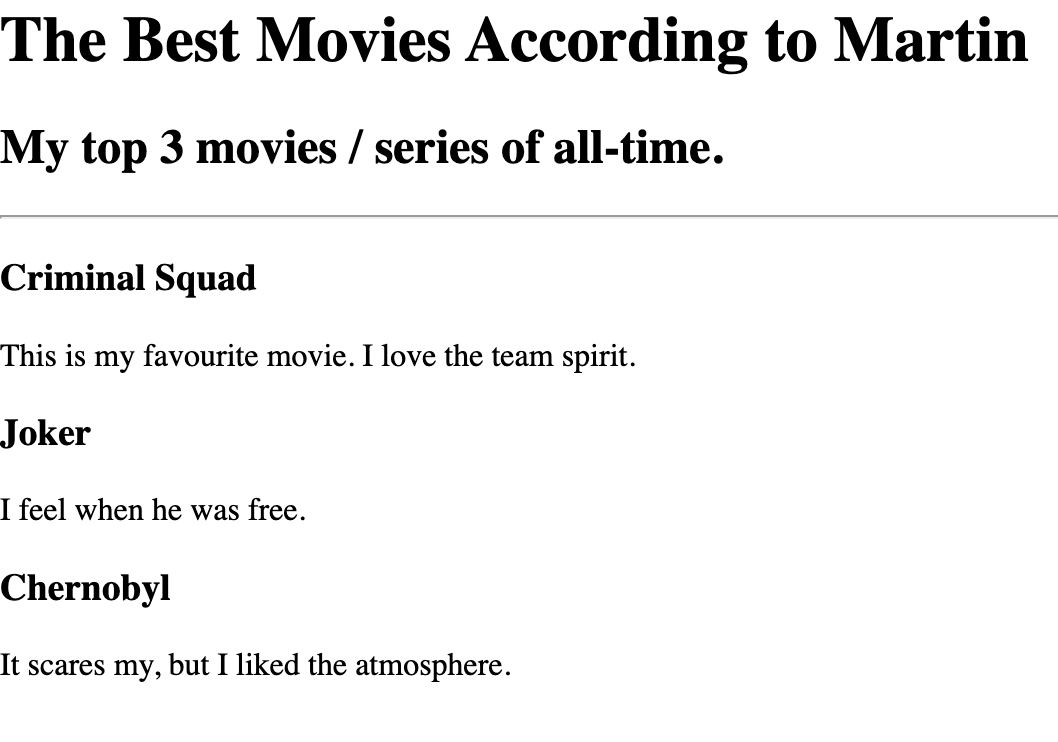 The Best Movies According to Martin
My top 3 movies / series of all-time.
Criminal Squad
This is my favourite movie. I love the team spirit.
Joker
I feel when he was free.
Chernobyl
It scares my, but I liked the atmosphere.